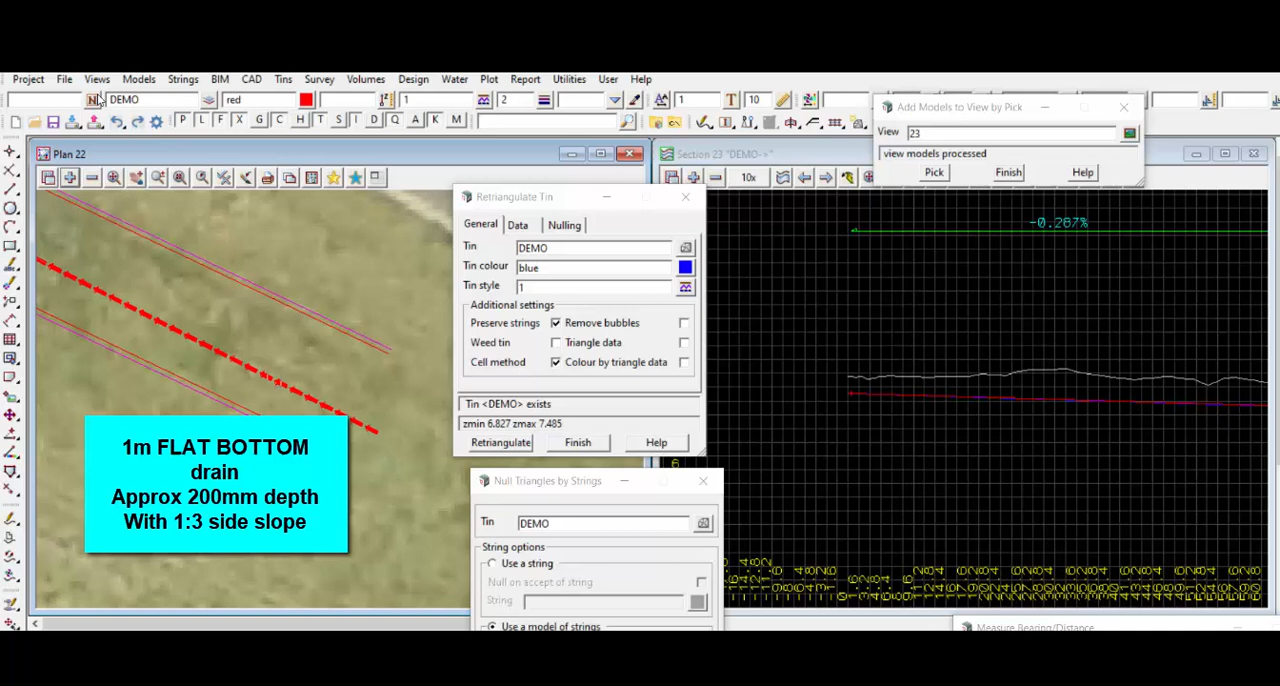 Project File Views Models Strings BIM CAD Tins Survey Volumes Design Water Plot Report Utilities User Help
DEMO red 1 2 1 T 10
P L F X G C H T S I D Q A K M
Add Models to View by Pick
View 23
view models processed
Pick Finish Help
Plan 22
Section 23 "DEMO->"
10x
-0.287%
Retriangulate Tin
General Data Nulling
Tin DEMO
Tin colour blue
Tin style 1
Additional settings
Preserve strings Remove bubbles
Weed tin Triangle data
Cell method Colour by triangle data
Tin <DEMO> exists
zmin 6.827 zmax 7.485
Retriangulate Finish Help
1m FLAT BOTTOM
drain
Approx 200mm depth
With 1:3 side slope
Null Triangles by Strings
Tin DEMO
String options
Use a string
Null on accept of string
String
Use a model of strings
Measure Bearing/Distance